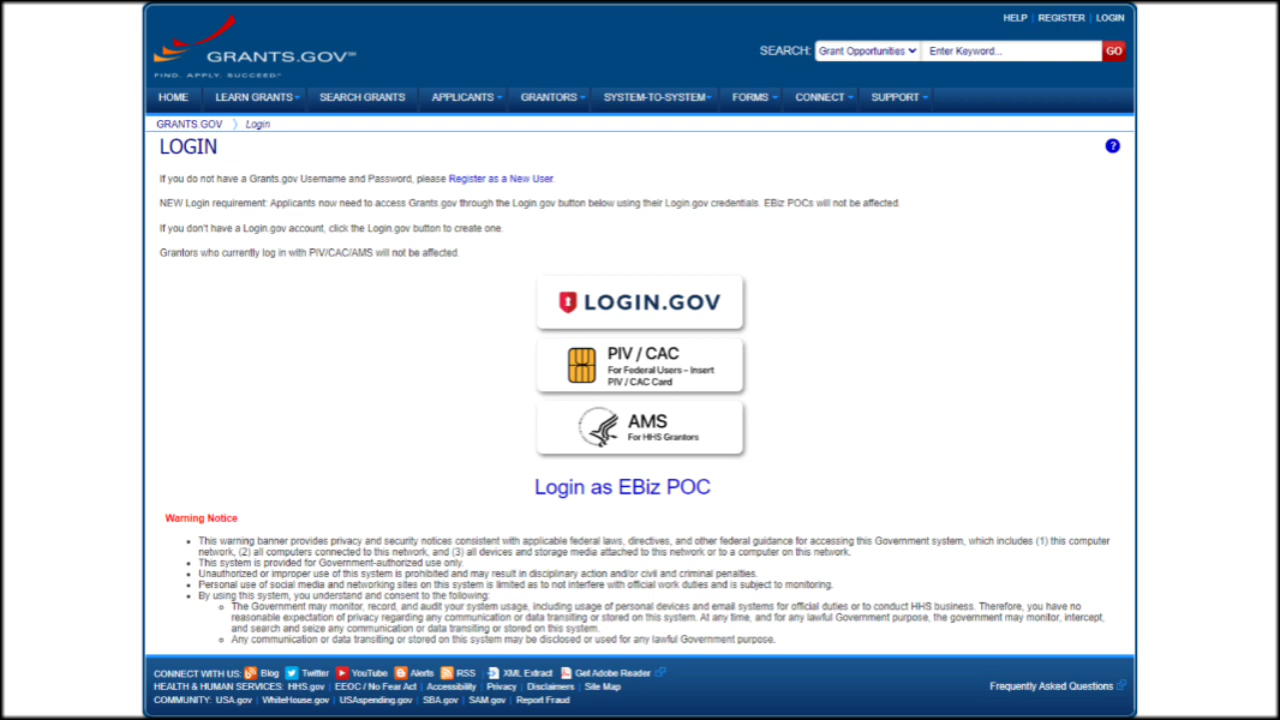 HELP | REGISTER | LOGIN
GRANTS.GOV℠
FIND. APPLY. SUCCEED.℠
SEARCH: Grant Opportunities Enter Keyword... GO
HOME LEARN GRANTS SEARCH GRANTS APPLICANTS GRANTORS SYSTEM-TO-SYSTEM FORMS CONNECT SUPPORT
GRANTS.GOV 〉 Login
LOGIN
?
If you do not have a Grants.gov Username and Password, please Register as a New User.
NEW Login requirement: Applicants now need to access Grants.gov through the Login.gov button below using their Login.gov credentials. EBiz POCs will not be affected.
If you don't have a Login.gov account, click the Login.gov button to create one.
Grantors who currently log in with PIV/CAC/AMS will not be affected.
LOGIN.GOV
PIV / CAC
For Federal Users – Insert
PIV / CAC Card
AMS
For HHS Grantors
Login as EBiz POC
Warning Notice
• This warning banner provides privacy and security notices consistent with applicable federal laws, directives, and other federal guidance for accessing this Government system, which includes (1) this computer
network, (2) all computers connected to this network, and (3) all devices and storage media attached to this network or to a computer on this network.
• This system is provided for Government-authorized use only.
• Unauthorized or improper use of this system is prohibited and may result in disciplinary action and/or civil and criminal penalties.
• Personal use of social media and networking sites on this system is limited as to not interfere with official work duties and is subject to monitoring.
• By using this system, you understand and consent to the following:
◦ The Government may monitor, record, and audit your system usage, including usage of personal devices and email systems for official duties or to conduct HHS business. Therefore, you have no
reasonable expectation of privacy regarding any communication or data transiting or stored on this system. At any time, and for any lawful Government purpose, the government may monitor, intercept,
and search and seize any communication or data transiting or stored on this system.
◦ Any communication or data transiting or stored on this system may be disclosed or used for any lawful Government purpose.
CONNECT WITH US: Blog Twitter YouTube Alerts RSS | XML Extract Get Adobe Reader
HEALTH & HUMAN SERVICES: HHS.gov | EEOC / No Fear Act | Accessibility | Privacy | Disclaimers | Site Map
Frequently Asked Questions
COMMUNITY: USA.gov | WhiteHouse.gov | USAspending.gov | SBA.gov | SAM.gov | Report Fraud